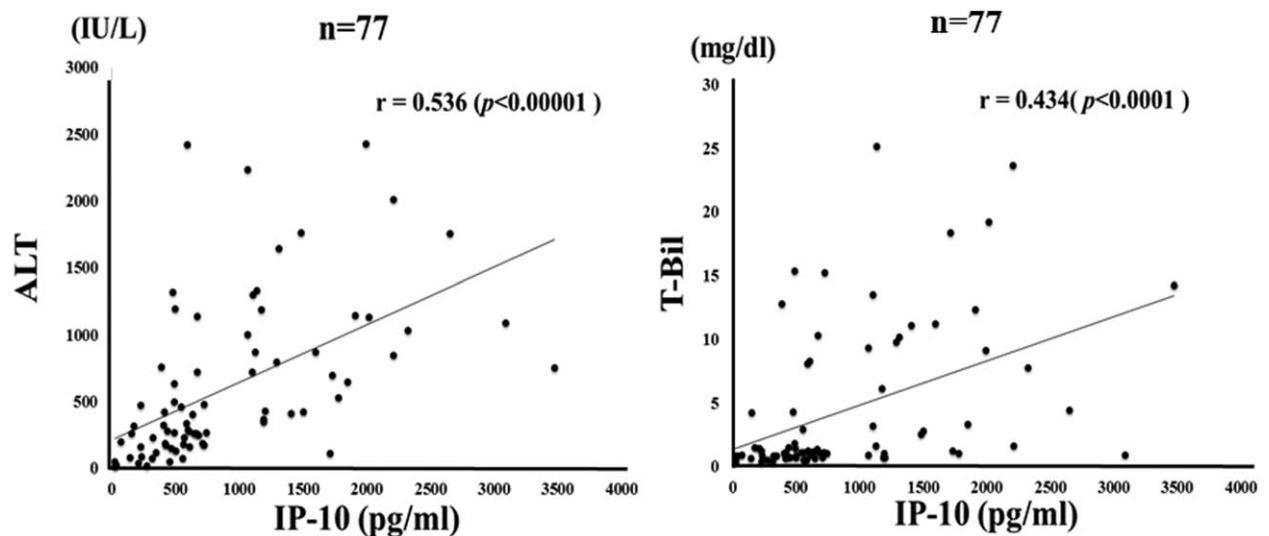 (IU/L)
n=77
3000
2500
2000
1500
1000
500
0
ALT
r = 0.536 (p<0.00001 )
0 500 1000 1500 2000 2500 3000 3500 4000
IP-10 (pg/ml)
n=77
(mg/dl)
30
25
20
15
10
5
0
T-Bil
r = 0.434( p<0.0001 )
0 500 1000 1500 2000 2500 3000 3500 4000
IP-10 (pg/ml)